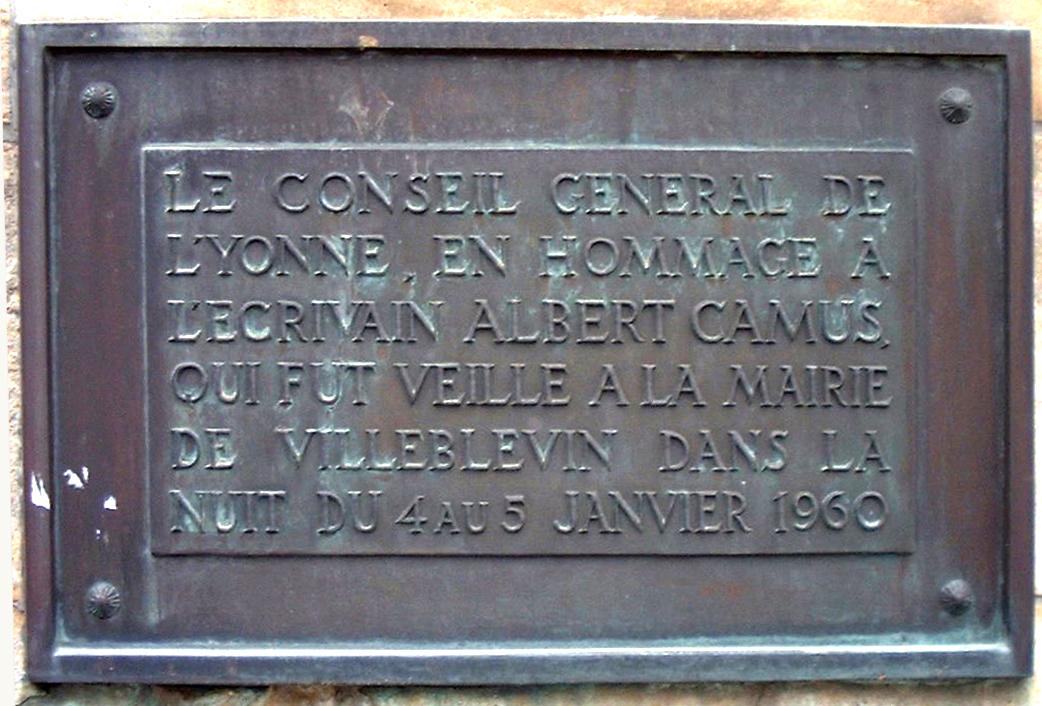 LE CONSEIL GENERAL DE
L'YONNE, EN HOMMAGE A
L'ECRIVAIN ALBERT CAMUS,
QUI FUT VEILLE A LA MAIRIE
DE VILLEBLEVIN DANS LA
NUIT DU 4 AU 5 JANVIER 1960